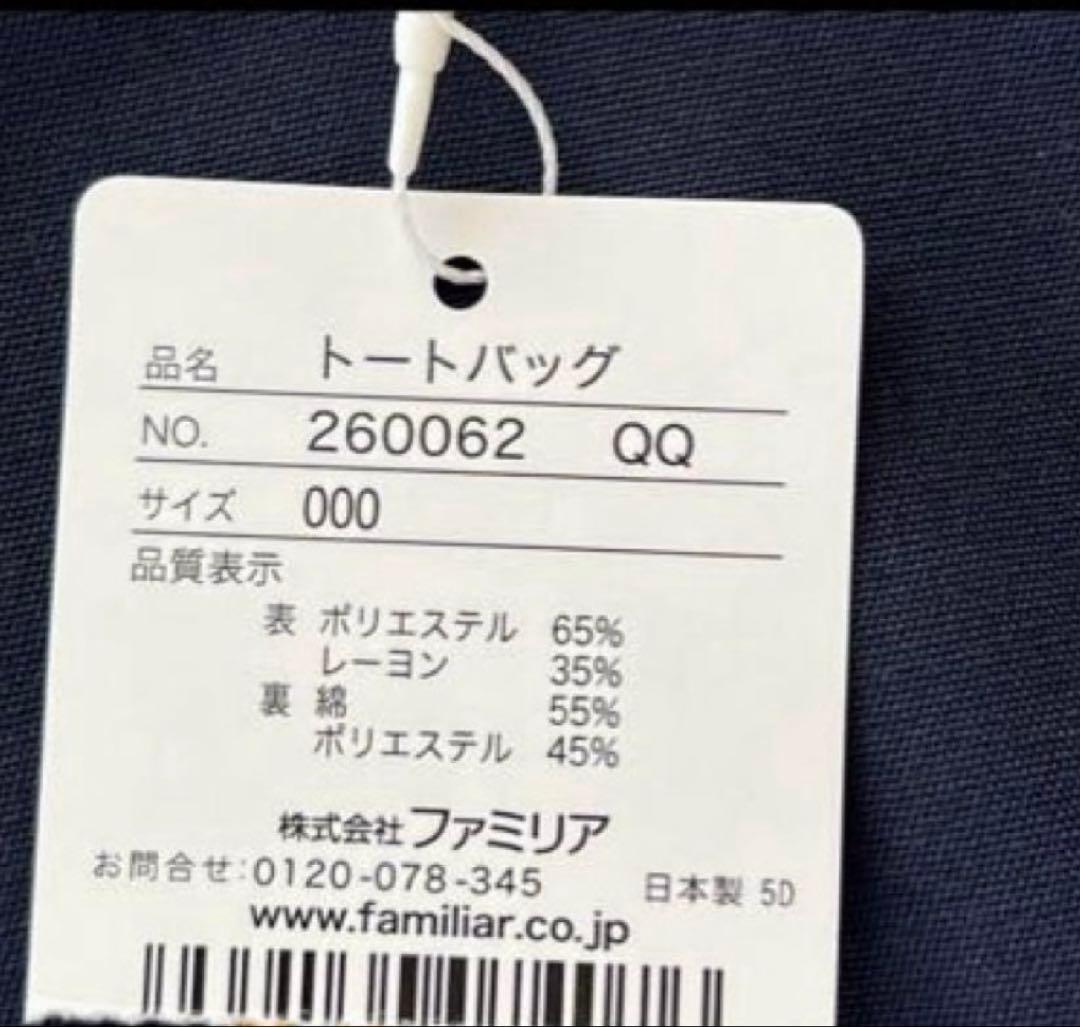 品名 トートバッグ
NO. 260062 QQ
サイズ 000
品質表示
表 ポリエステル 65%
レーヨン 35%
裏 綿 55%
ポリエステル 45%
株式会社ファミリア
お問合せ:0120-078-345 日本製 5D
www.familiar.co.jp